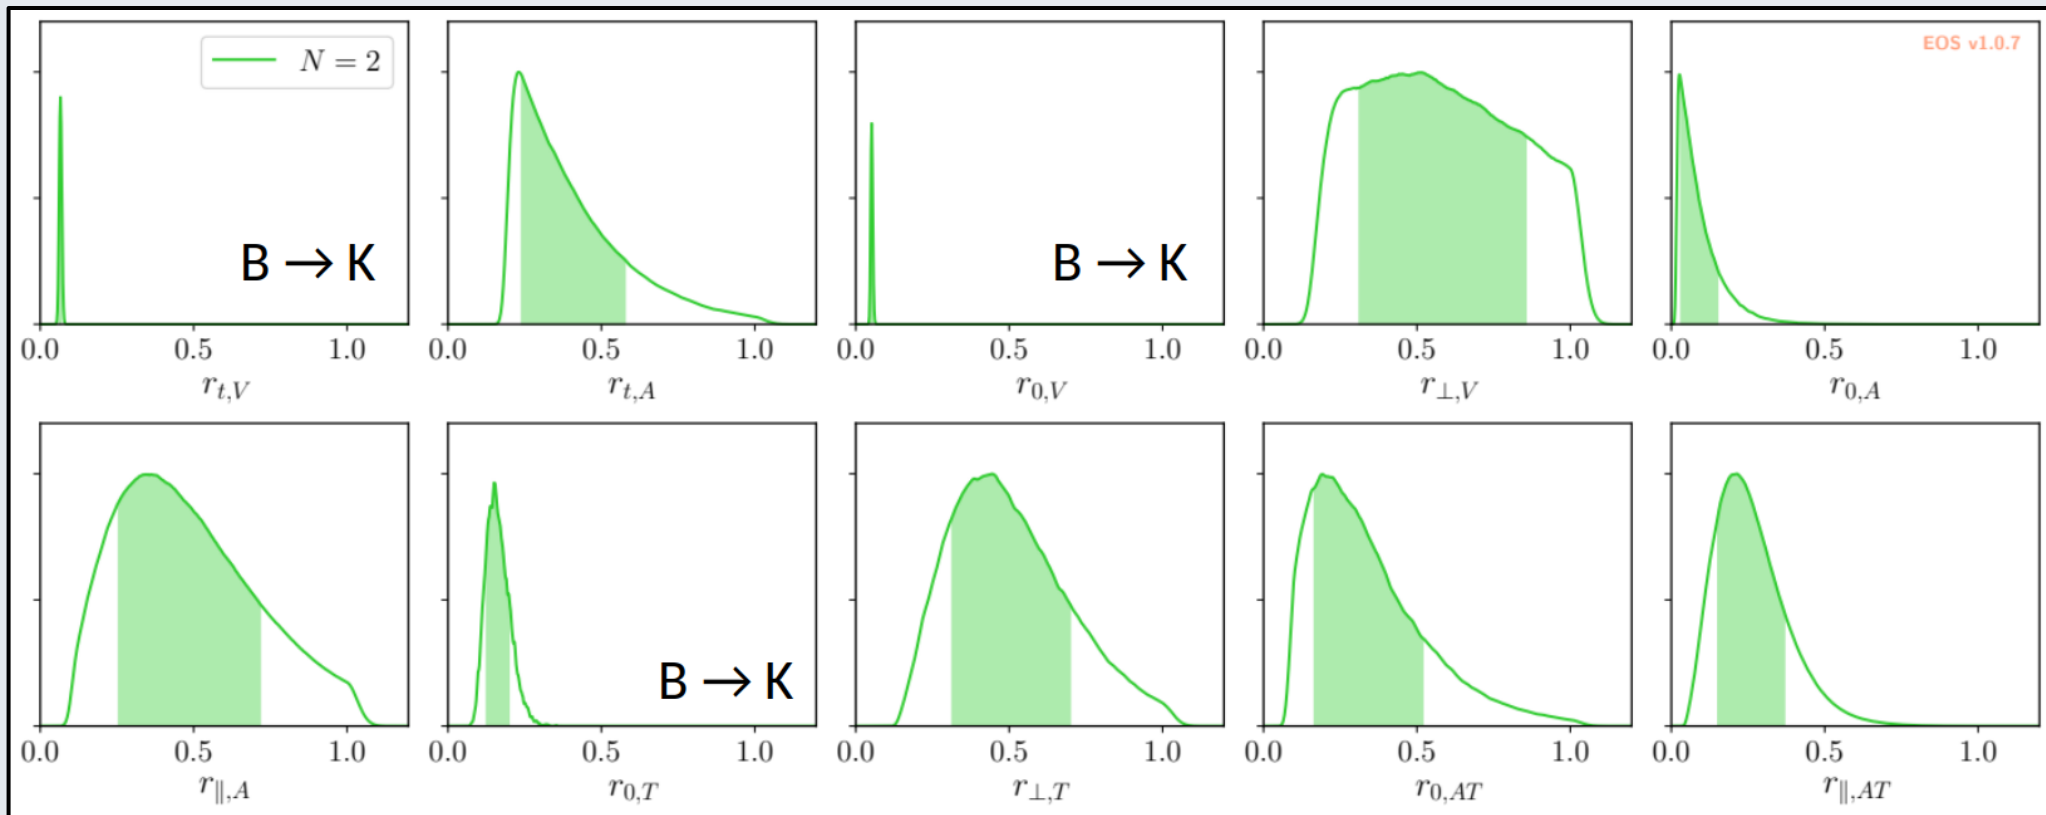 N = 2
EOS v1.0.7
B → K
B → K
0.0 0.5 1.0 0.0 0.5 1.0 0.0 0.5 1.0 0.0 0.5 1.0 0.0 0.5 1.0
r_{t,V} r_{t,A} r_{0,V} r_{⊥,V} r_{0,A}
B → K
0.0 0.5 1.0 0.0 0.5 1.0 0.0 0.5 1.0 0.0 0.5 1.0 0.0 0.5 1.0
r_{∥,A} r_{0,T} r_{⊥,T} r_{0,AT} r_{∥,AT}